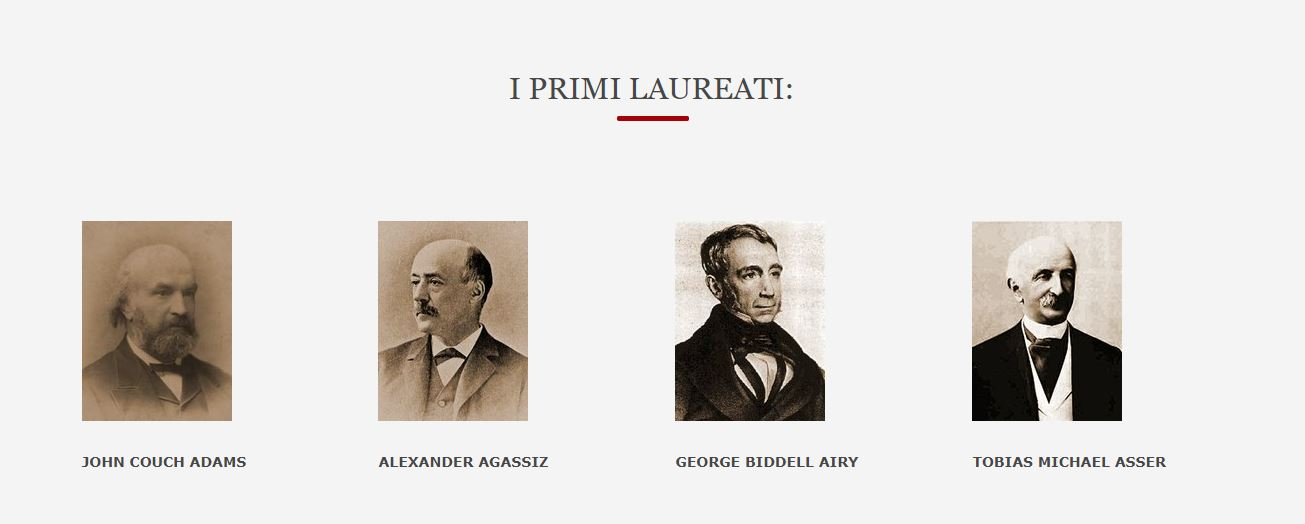 I PRIMI LAUREATI:
JOHN COUCH ADAMS
ALEXANDER AGASSIZ
GEORGE BIDDELL AIRY
TOBIAS MICHAEL ASSER